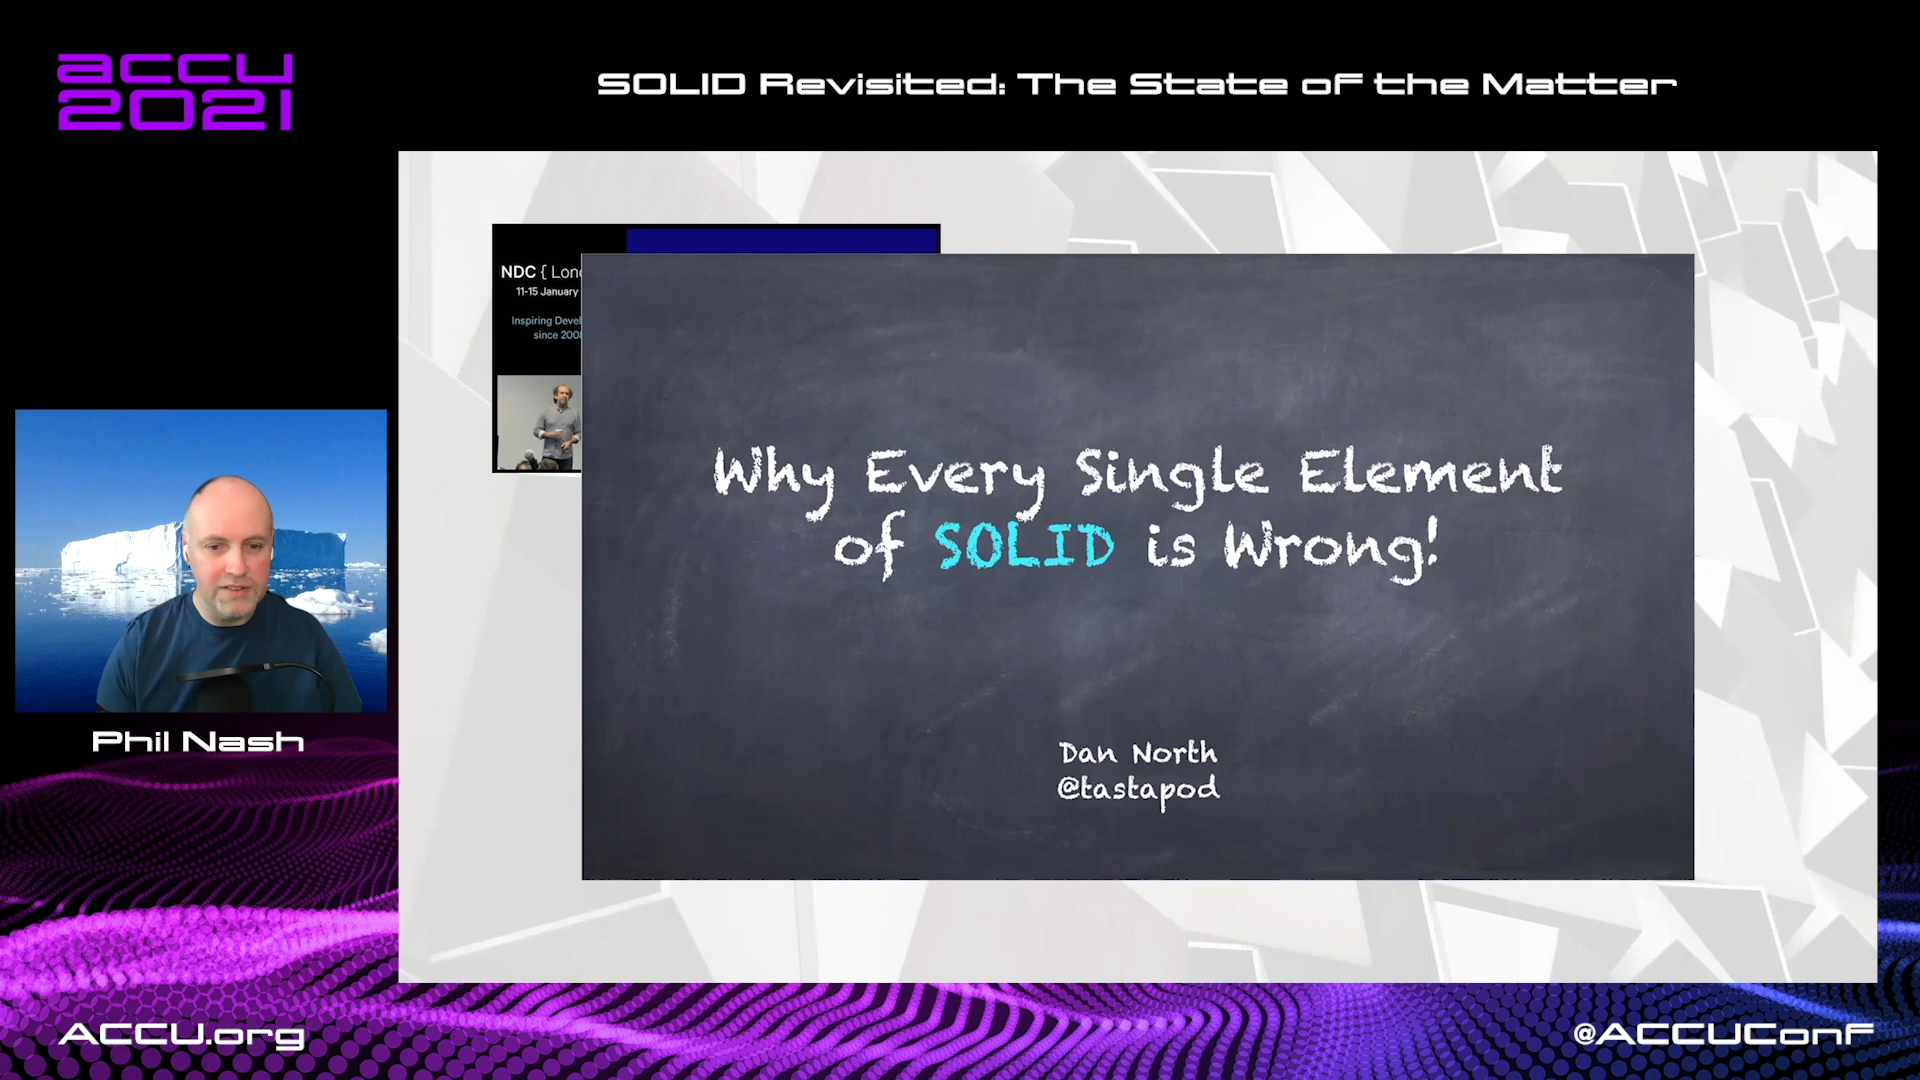 accu
2021
SOLID Revisited: The State of the Matter
NDC { Lon
11-15 January
Inspiring Devel
since 2008
Why Every Single Element
of SOLID is Wrong!
Dan North
@tastapod
Phil Nash
ACCU.org
@ACCUConf